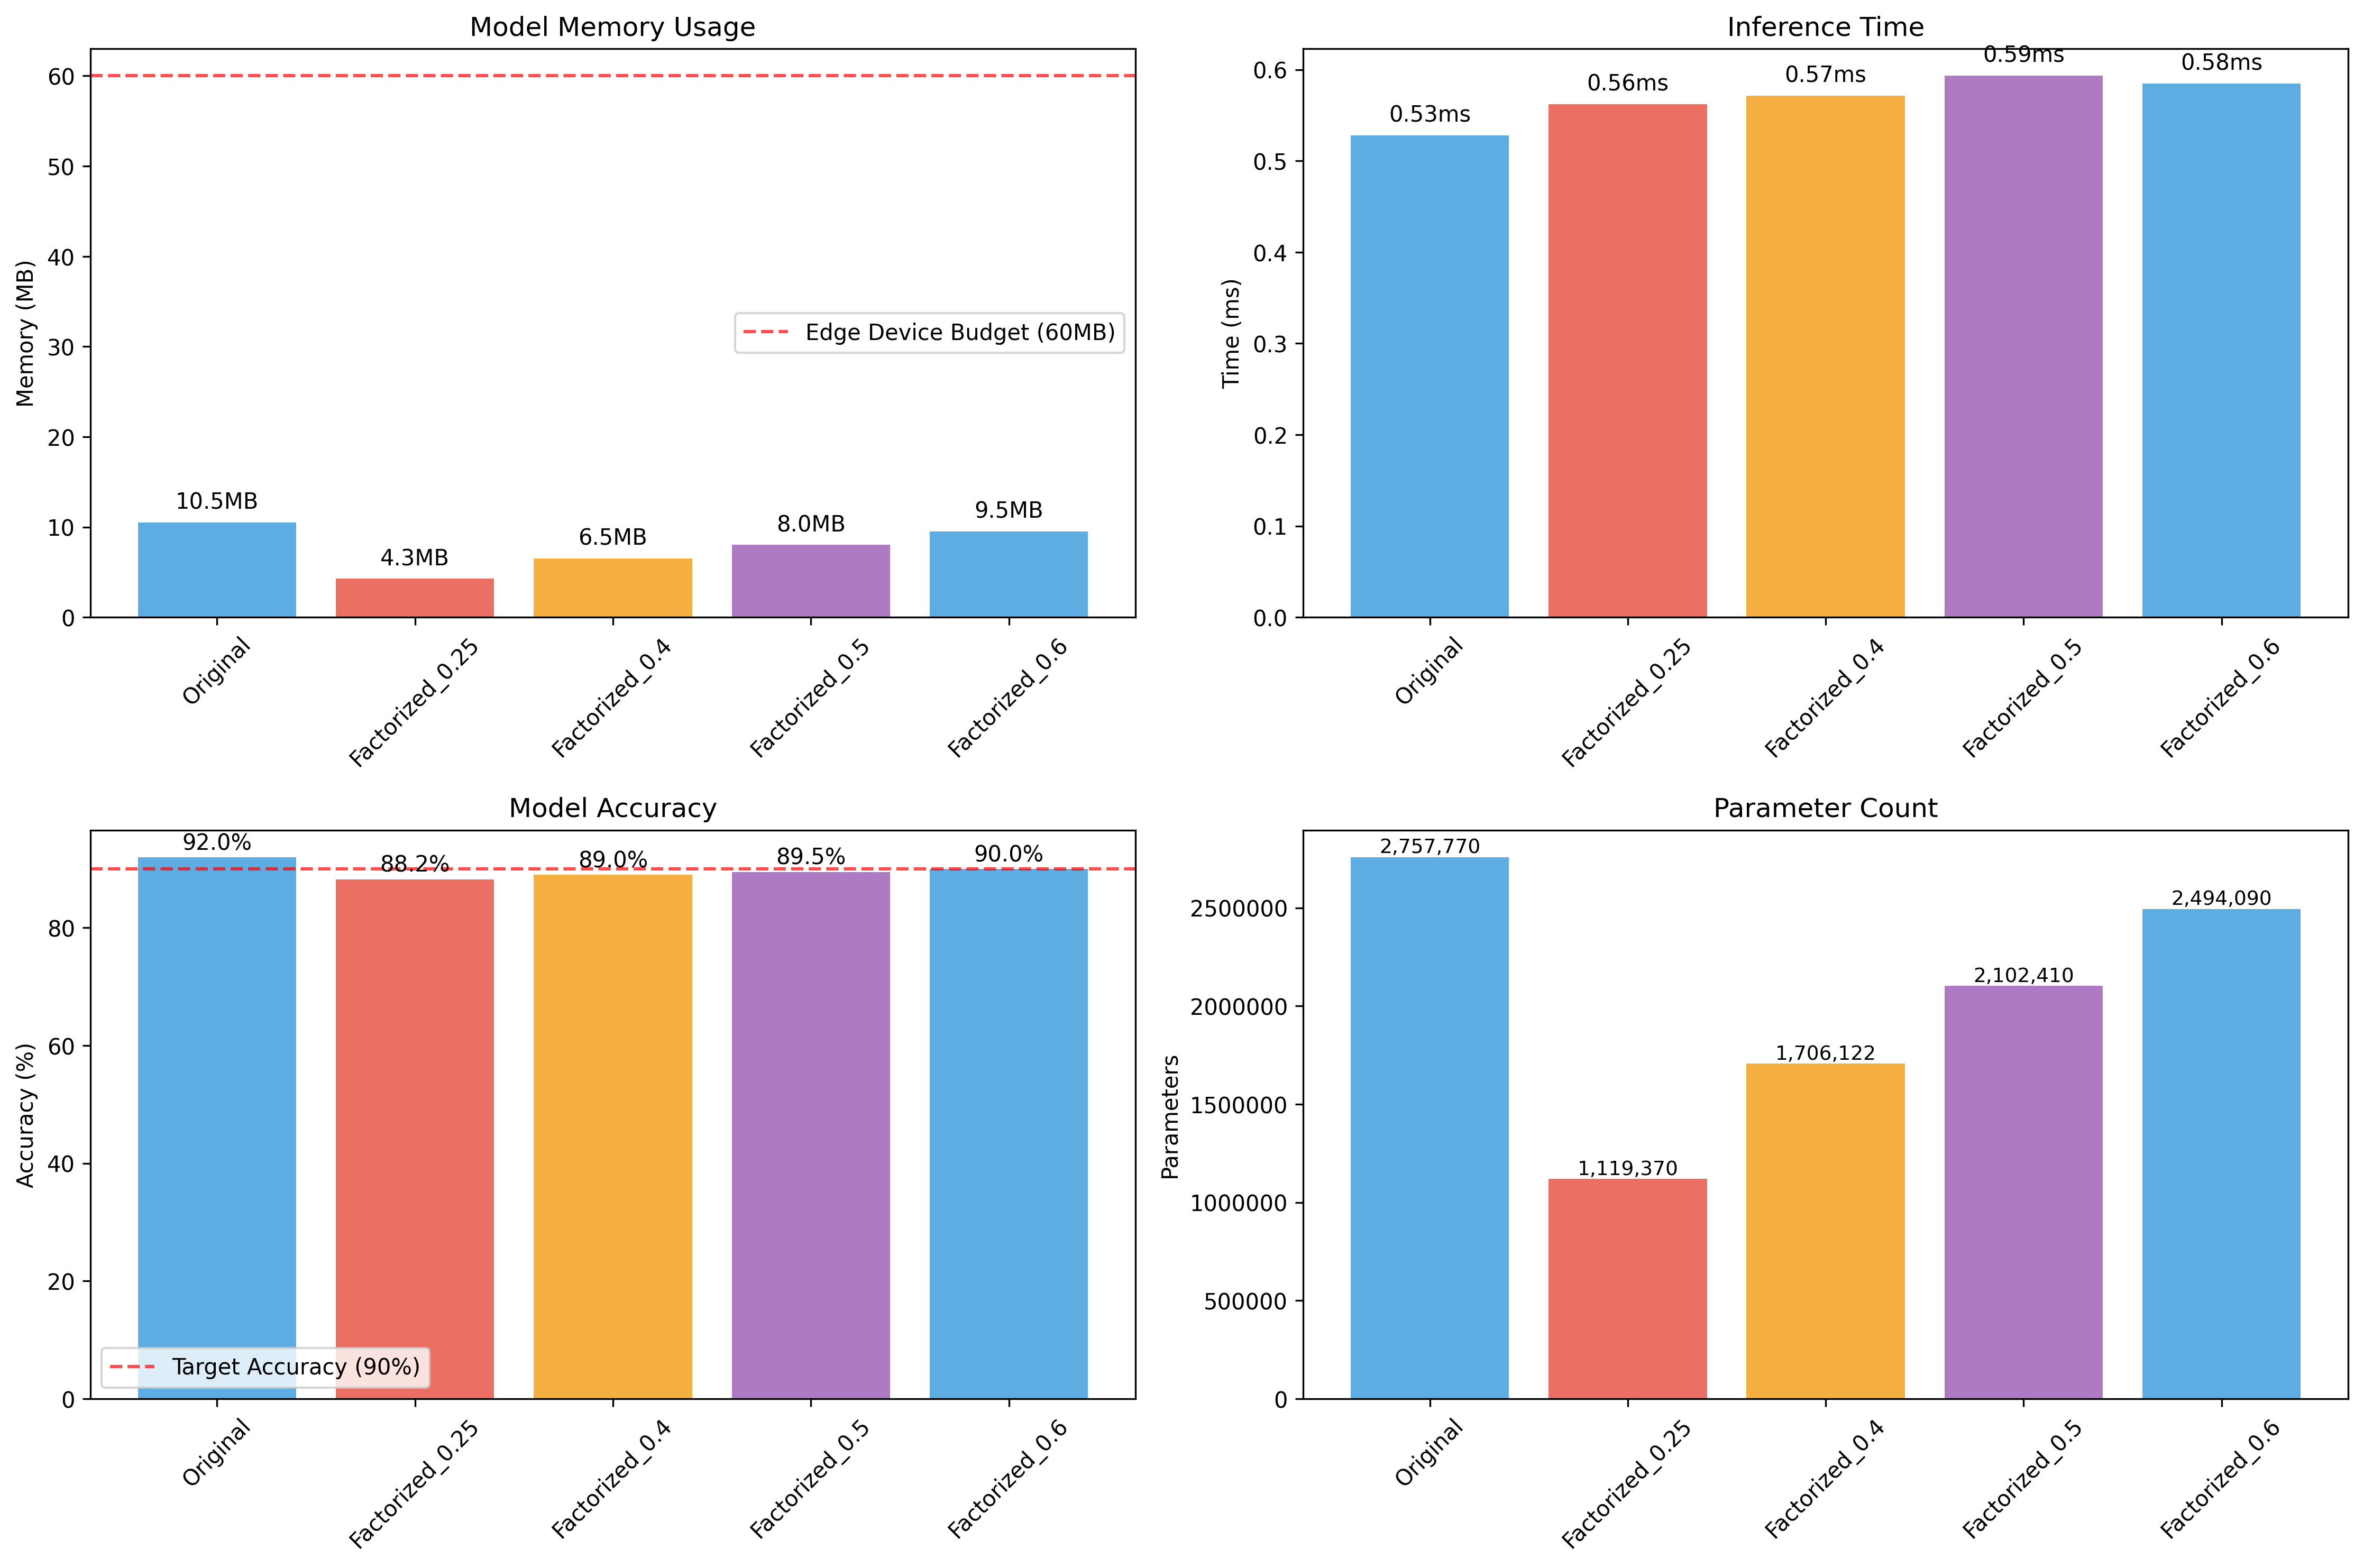 Model Memory Usage
Memory (MB)
60
50
40
30
20
10
0
Edge Device Budget (60MB)
10.5MB
4.3MB
6.5MB
8.0MB
9.5MB
Original
Factorized_0.25
Factorized_0.4
Factorized_0.5
Factorized_0.6
Inference Time
Time (ms)
0.6
0.5
0.4
0.3
0.2
0.1
0.0
0.53ms
0.56ms
0.57ms
0.59ms
0.58ms
Original
Factorized_0.25
Factorized_0.4
Factorized_0.5
Factorized_0.6
Model Accuracy
Accuracy (%)
80
60
40
20
0
92.0%
88.2%
89.0%
89.5%
90.0%
Target Accuracy (90%)
Original
Factorized_0.25
Factorized_0.4
Factorized_0.5
Factorized_0.6
Parameter Count
Parameters
2500000
2000000
1500000
1000000
500000
0
2,757,770
1,119,370
1,706,122
2,102,410
2,494,090
Original
Factorized_0.25
Factorized_0.4
Factorized_0.5
Factorized_0.6